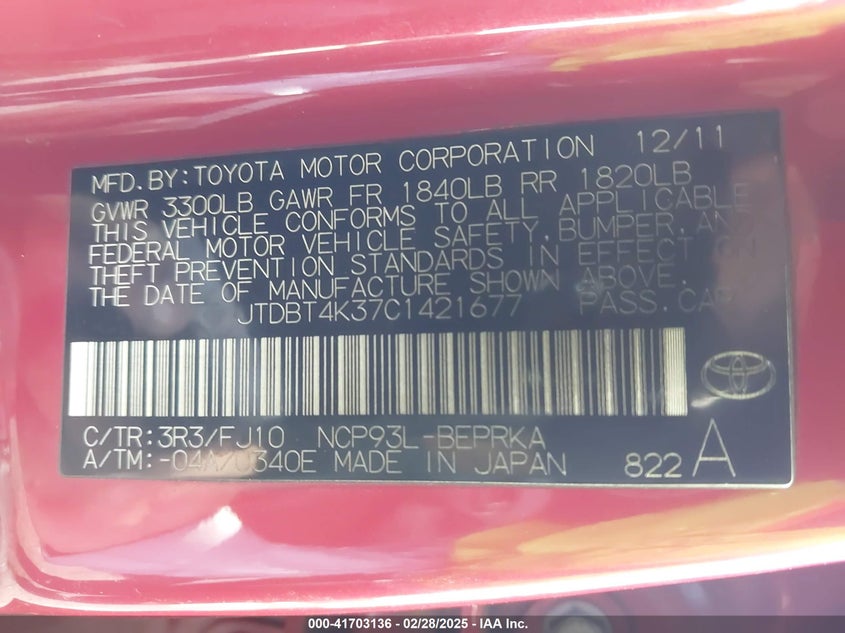 MFD.BY:TOYOTA MOTOR CORPORATION 12/11
GVWR 3300LB GAWR FR 1840LB RR 1820LB
THIS VEHICLE CONFORMS TO ALL APPLICABLE
FEDERAL MOTOR VEHICLE SAFETY,BUMPER,AND
THEFT PREVENTION STANDARDS IN EFFECT ON
THE DATE OF MANUFACTURE SHOWN ABOVE.
JTDBT4K37C1421677 PASS.CAR
C/TR:3R3/FJ10 NCP93L-BEPRKA
A/TM:-04A/U340E MADE IN JAPAN 822 A
000-41703136 - 02/28/2025 - IAA Inc.